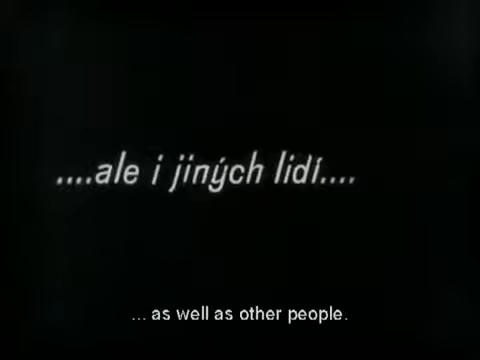 ....ale i jiných lidí....
... as well as other people.